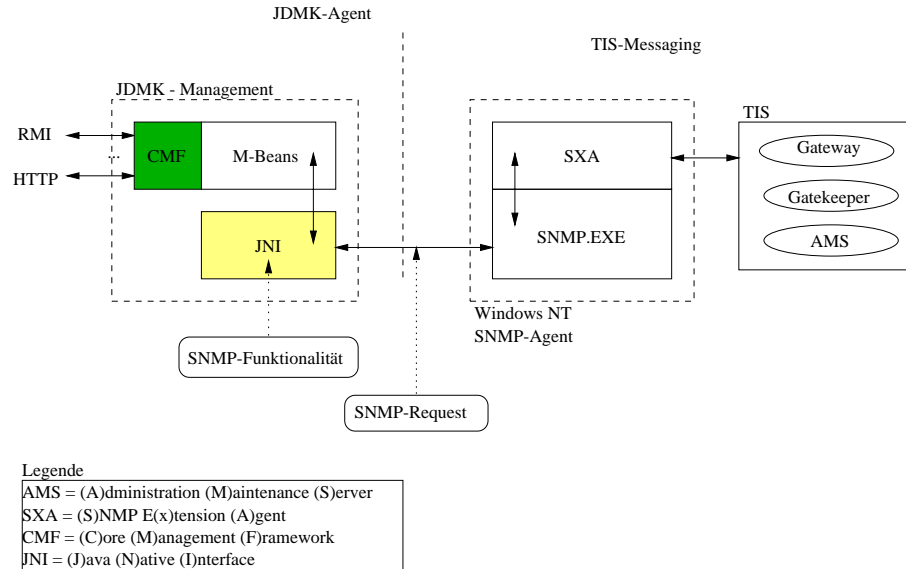 JDMK-Agent
TIS-Messaging
JDMK - Management
TIS
RMI
...
HTTP
CMF
M-Beans
SXA
Gateway
Gatekeeper
AMS
JNI
SNMP.EXE
Windows NT
SNMP-Agent
SNMP-Funktionalität
SNMP-Request
Legende
AMS = (A)dministration (M)aintenance (S)erver
SXA = (S)NMP E(x)tension (A)gent
CMF = (C)ore (M)anagement (F)ramework
JNI = (J)ava (N)ative (I)nterface